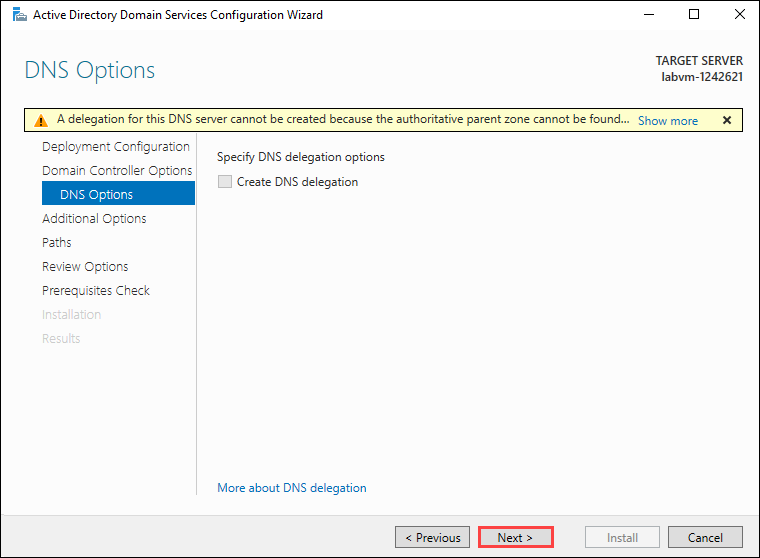 Active Directory Domain Services Configuration Wizard
DNS Options
TARGET SERVER
labvm-1242621
A delegation for this DNS server cannot be created because the authoritative parent zone cannot be found... Show more
Deployment Configuration
Domain Controller Options
DNS Options
Additional Options
Paths
Review Options
Prerequisites Check
Installation
Results
Specify DNS delegation options
Create DNS delegation
More about DNS delegation
< Previous
Next >
Install
Cancel